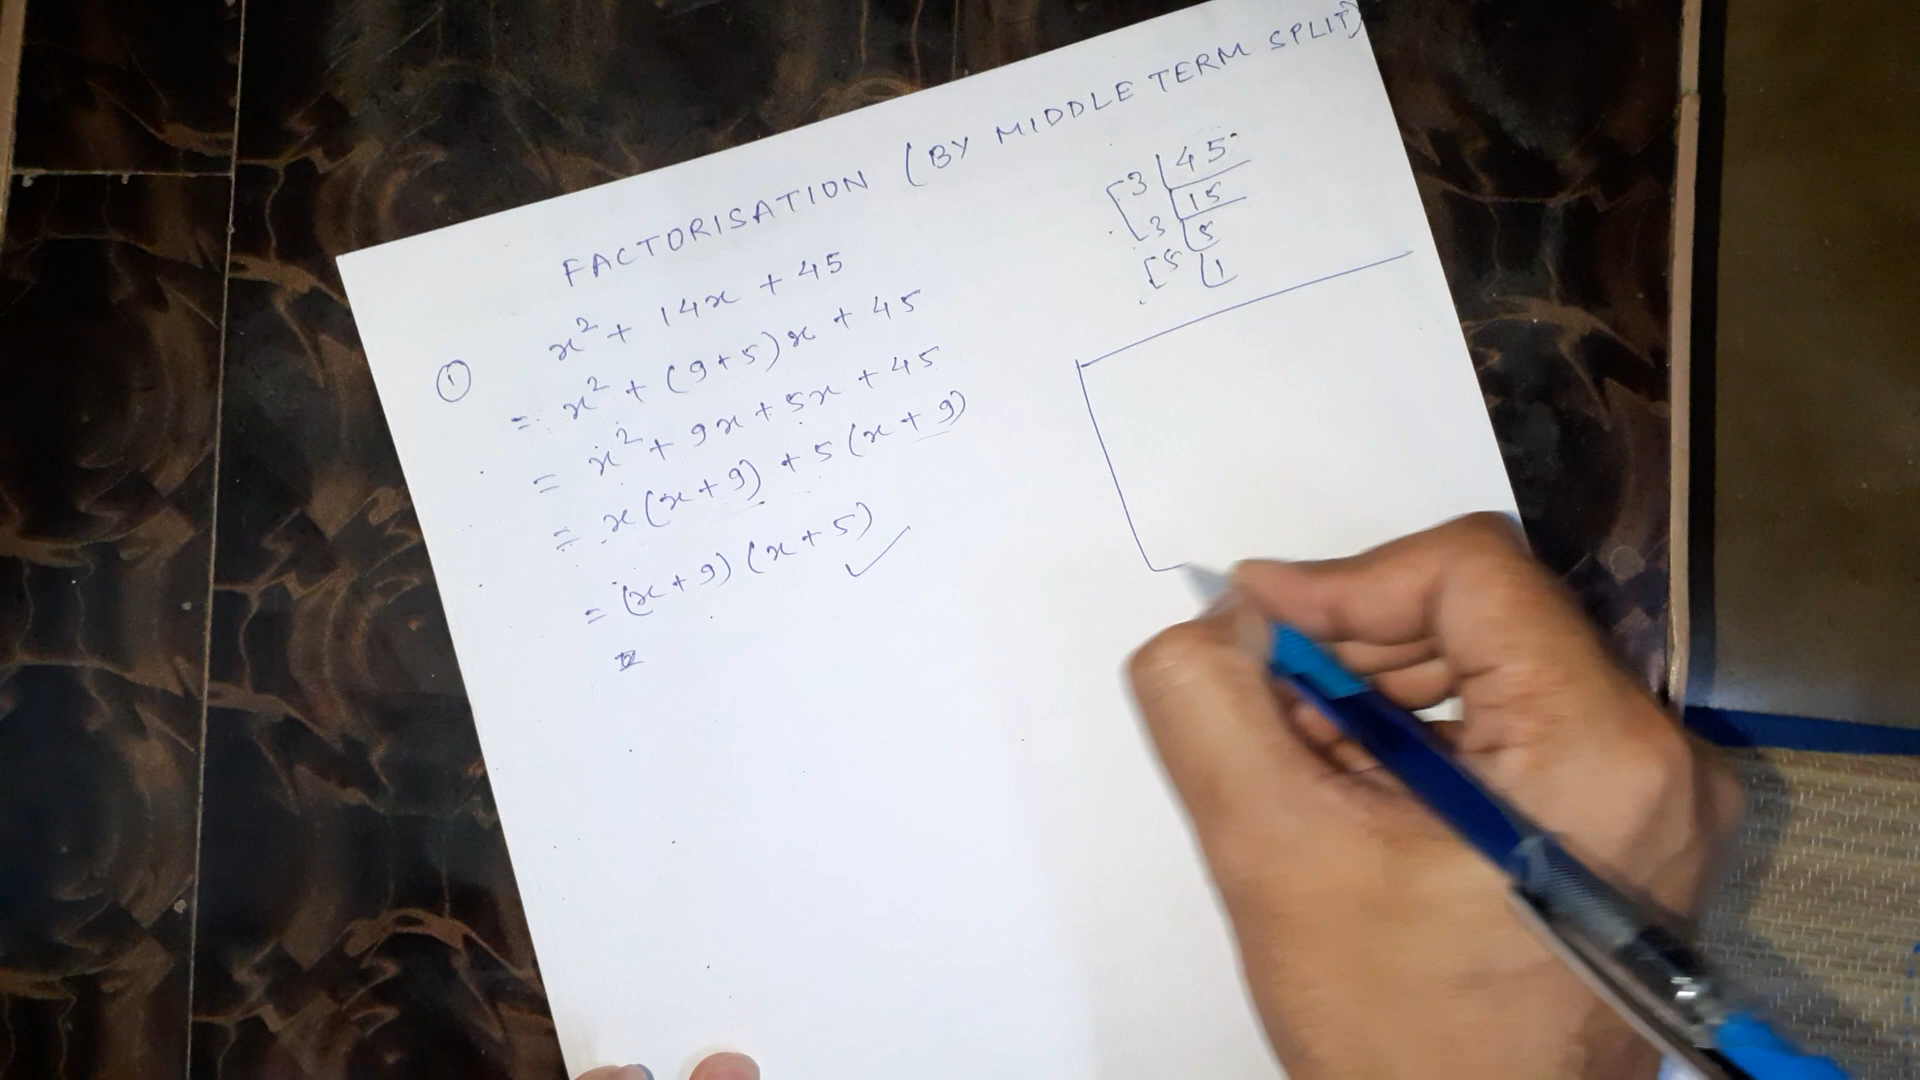 FACTORISATION (BY MIDDLE TERM SPLIT)
① x² + 14x + 45
= x² + (9+5)x + 45
= x² + 9x + 5x + 45
= x(x+9) + 5(x+9)
= (x+9)(x+5) ✓
3 | 45
3 | 15
5 | 5
1